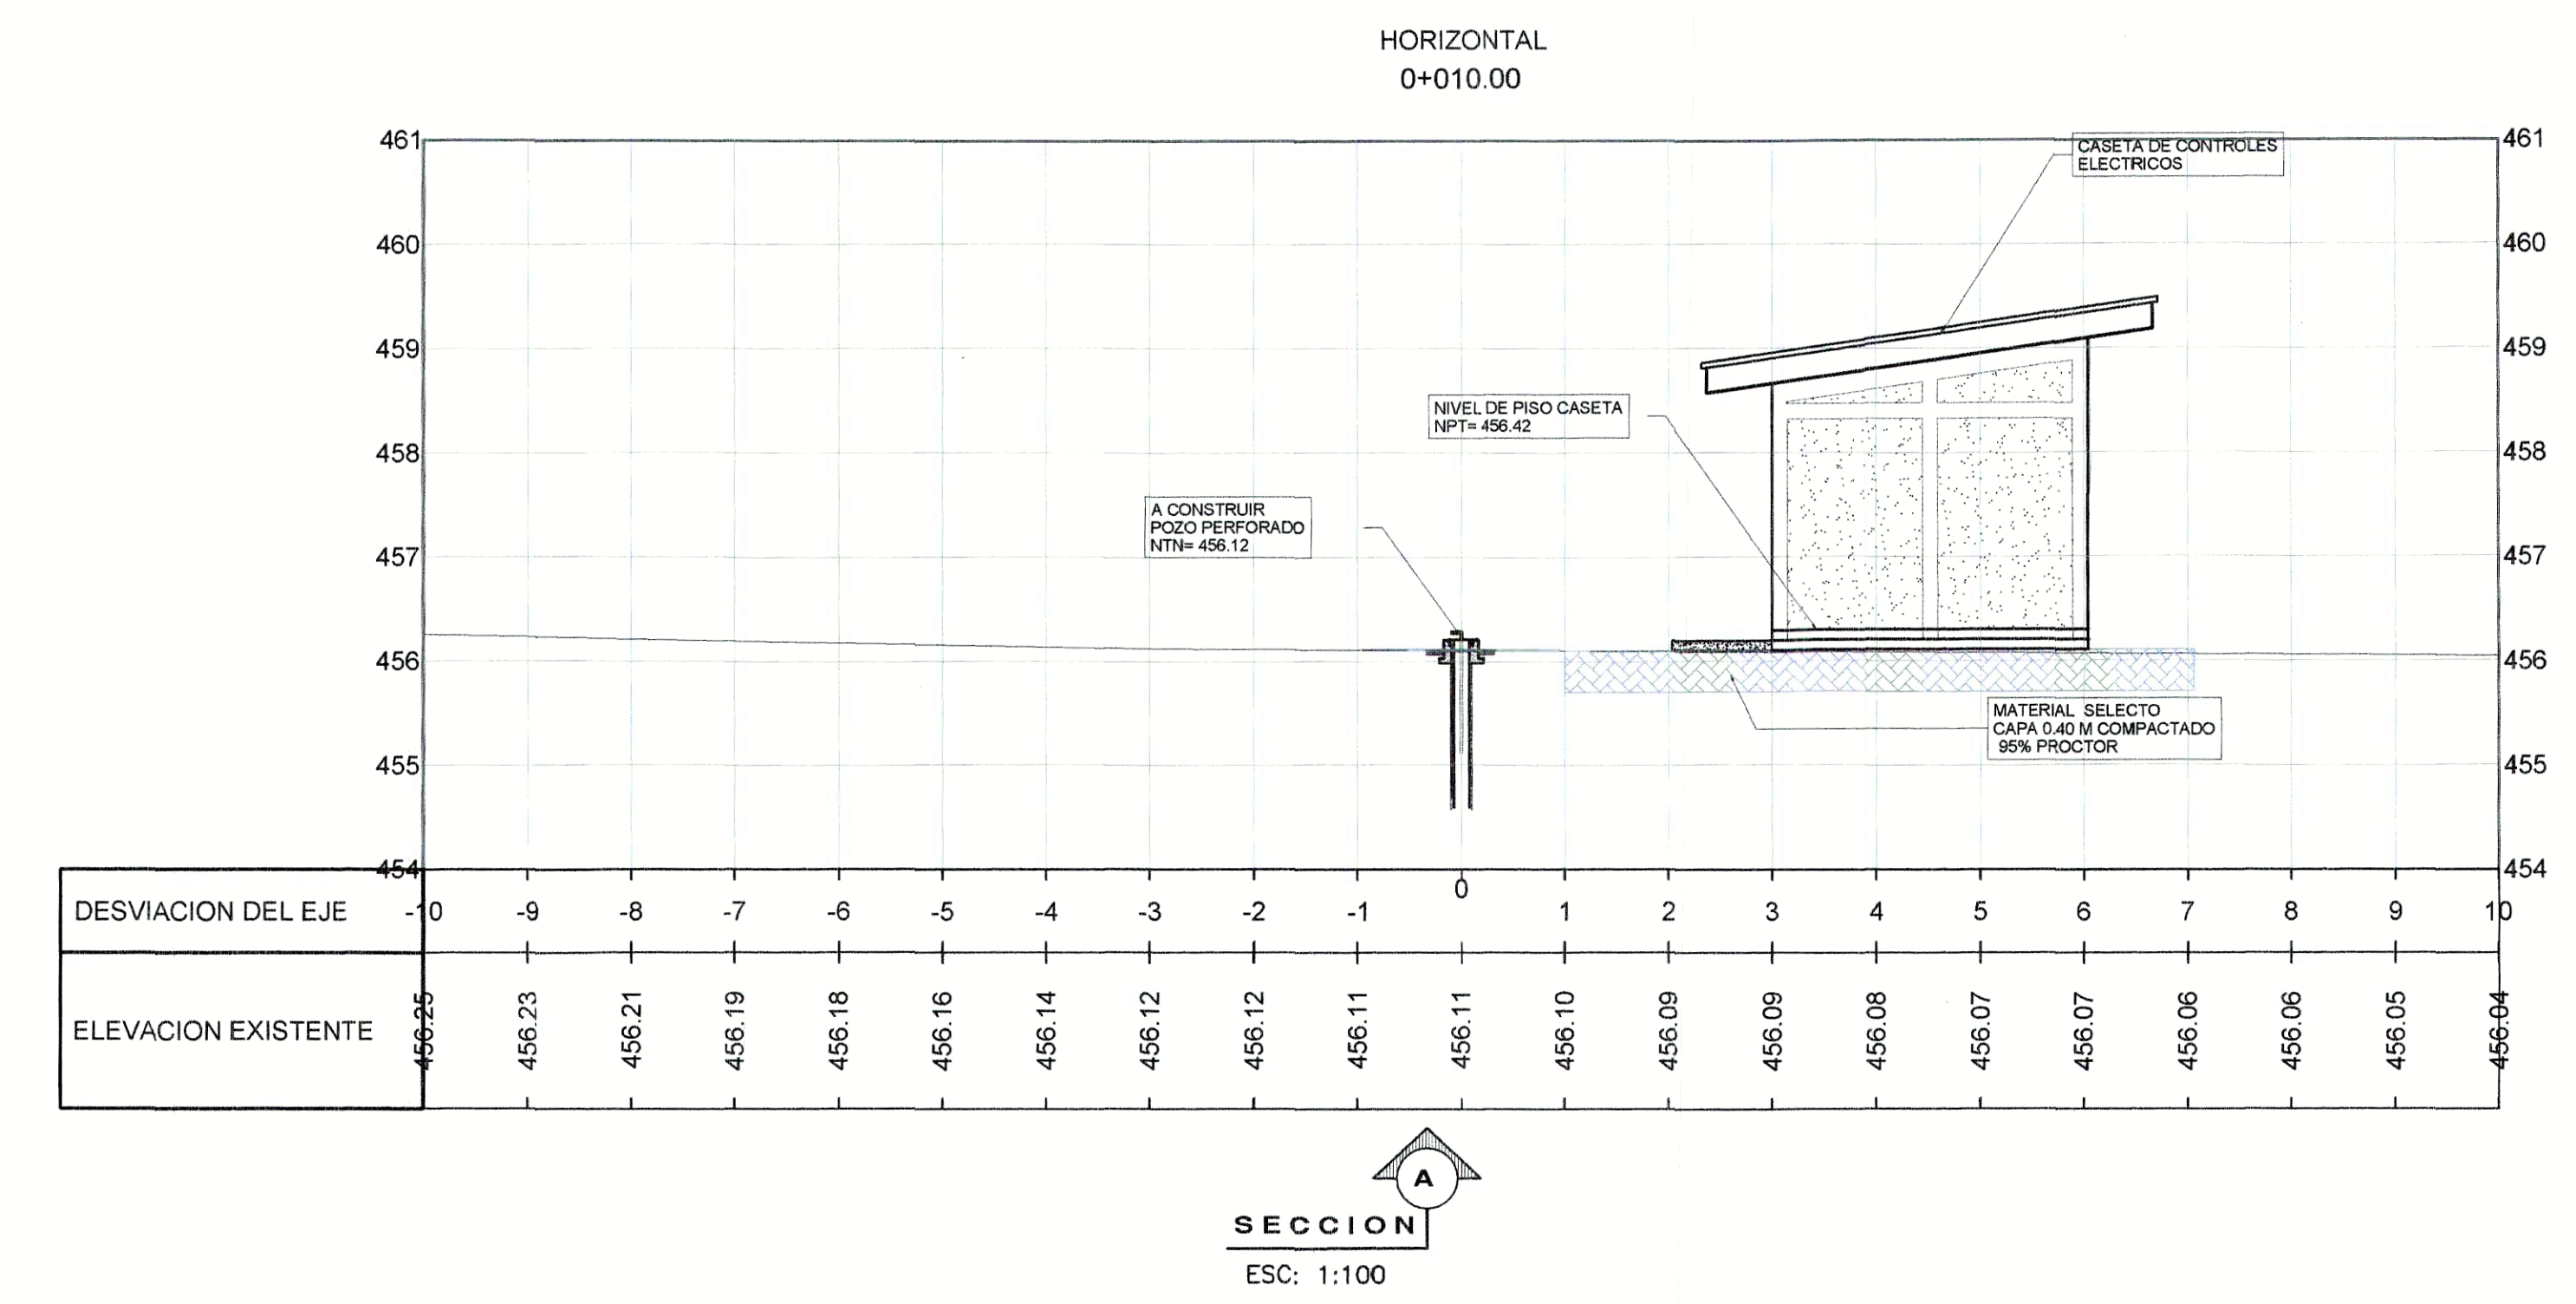 HORIZONTAL
0+010.00
461
461
CASETA DE CONTROLES
ELECTRICOS
460
460
459
459
NIVEL DE PISO CASETA
NPT= 456.42
458
458
A CONSTRUIR
POZO PERFORADO
NTN= 456.12
457
457
456
456
MATERIAL SELECTO
CAPA 0.40 M COMPACTADO
95% PROCTOR
455
455
454
454
DESVIACION DEL EJE -10 -9 -8 -7 -6 -5 -4 -3 -2 -1 0 1 2 3 4 5 6 7 8 9 10
ELEVACION EXISTENTE 456.25 456.23 456.21 456.19 456.18 456.16 456.14 456.12 456.12 456.11 456.11 456.10 456.09 456.09 456.08 456.07 456.07 456.06 456.06 456.05 456.04
A
SECCION
ESC: 1:100